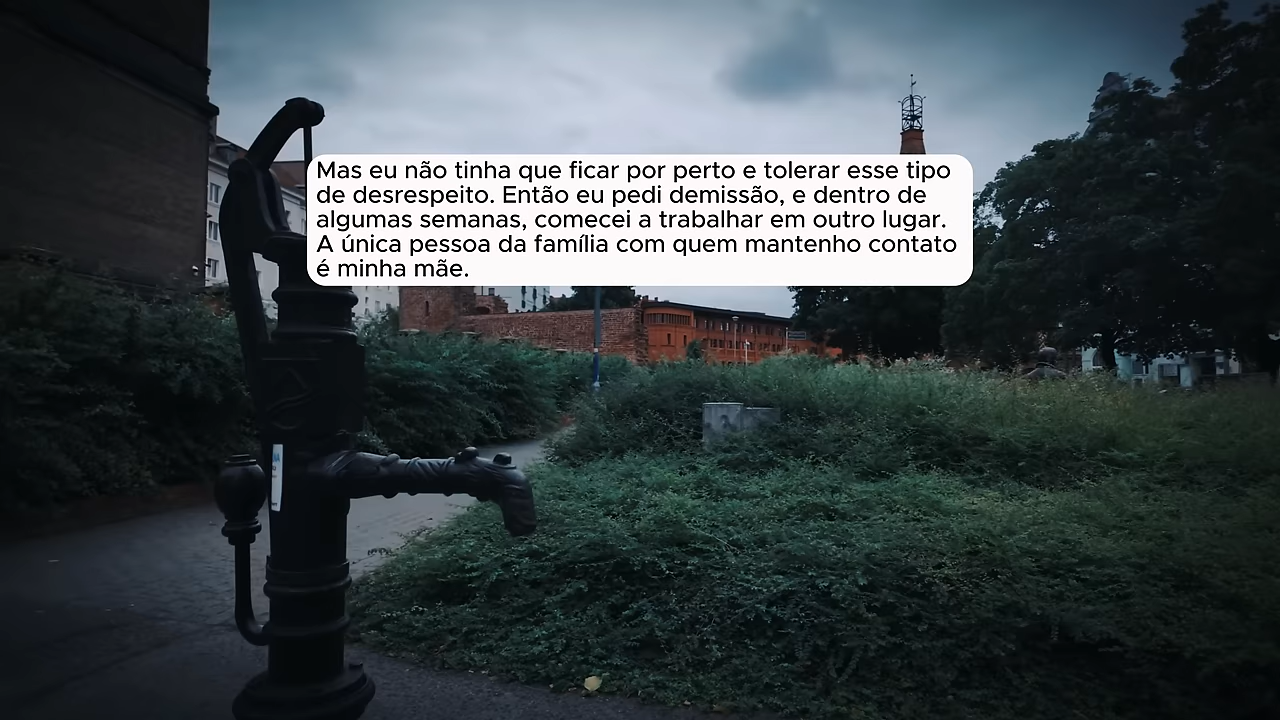 Mas eu não tinha que ficar por perto e tolerar esse tipo
de desrespeito. Então eu pedi demissão, e dentro de
algumas semanas, comecei a trabalhar em outro lugar.
A única pessoa da família com quem mantenho contato
é minha mãe.